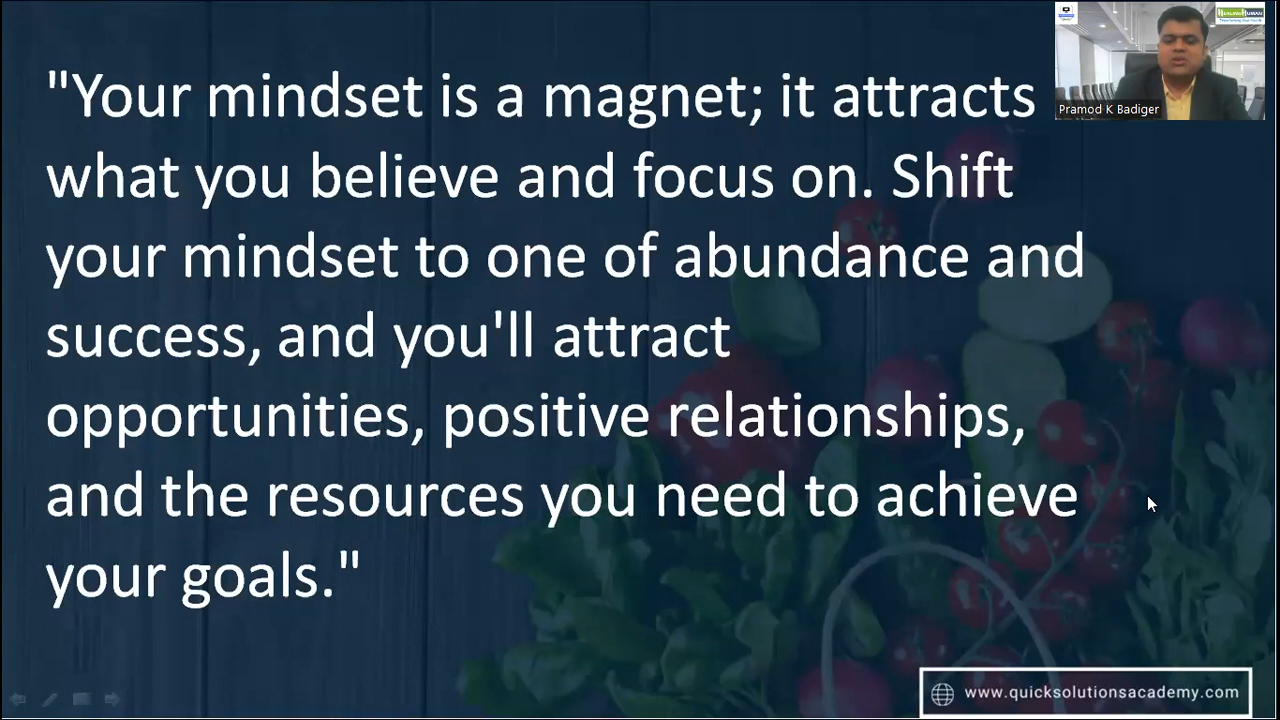 "Your mindset is a magnet; it attracts
what you believe and focus on. Shift
your mindset to one of abundance and
success, and you'll attract
opportunities, positive relationships,
and the resources you need to achieve
your goals."
Pramod K Badiger
www.quicksolutionsacademy.com